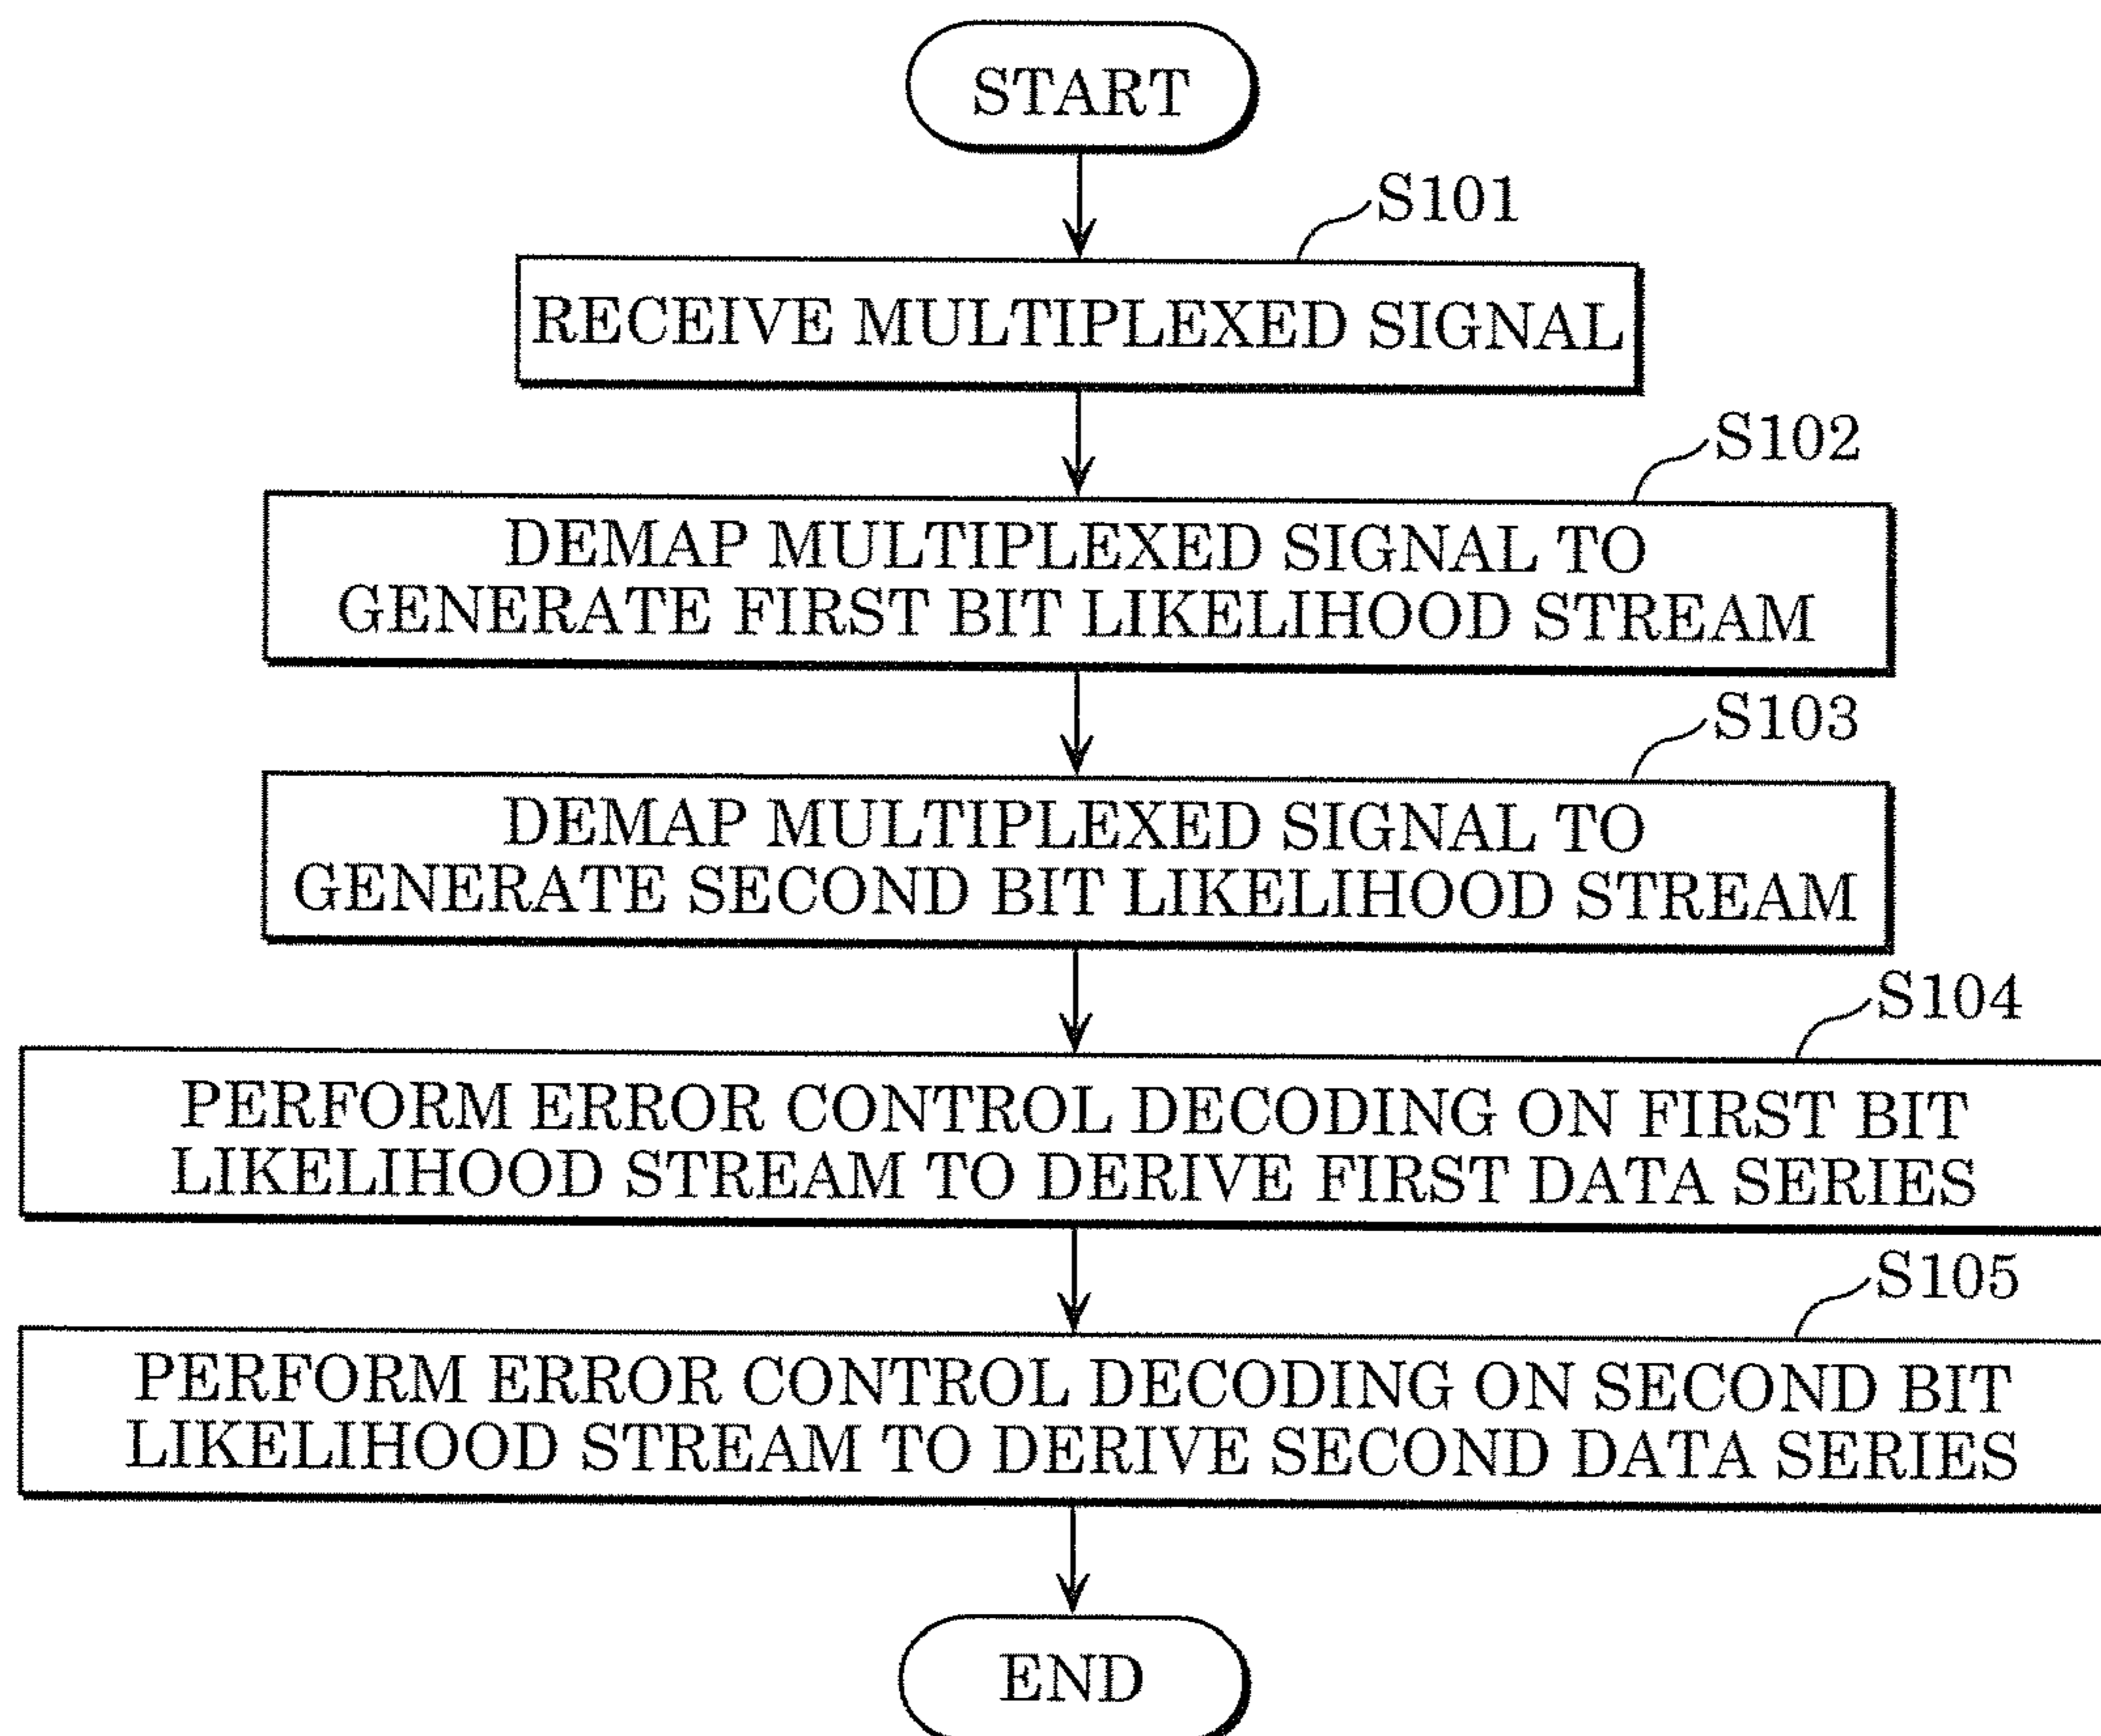 START
S101
RECEIVE MULTIPLEXED SIGNAL
S102
DEMAP MULTIPLEXED SIGNAL TO
GENERATE FIRST BIT LIKELIHOOD STREAM
S103
DEMAP MULTIPLEXED SIGNAL TO
GENERATE SECOND BIT LIKELIHOOD STREAM
S104
PERFORM ERROR CONTROL DECODING ON FIRST BIT
LIKELIHOOD STREAM TO DERIVE FIRST DATA SERIES
S105
PERFORM ERROR CONTROL DECODING ON SECOND BIT
LIKELIHOOD STREAM TO DERIVE SECOND DATA SERIES
END